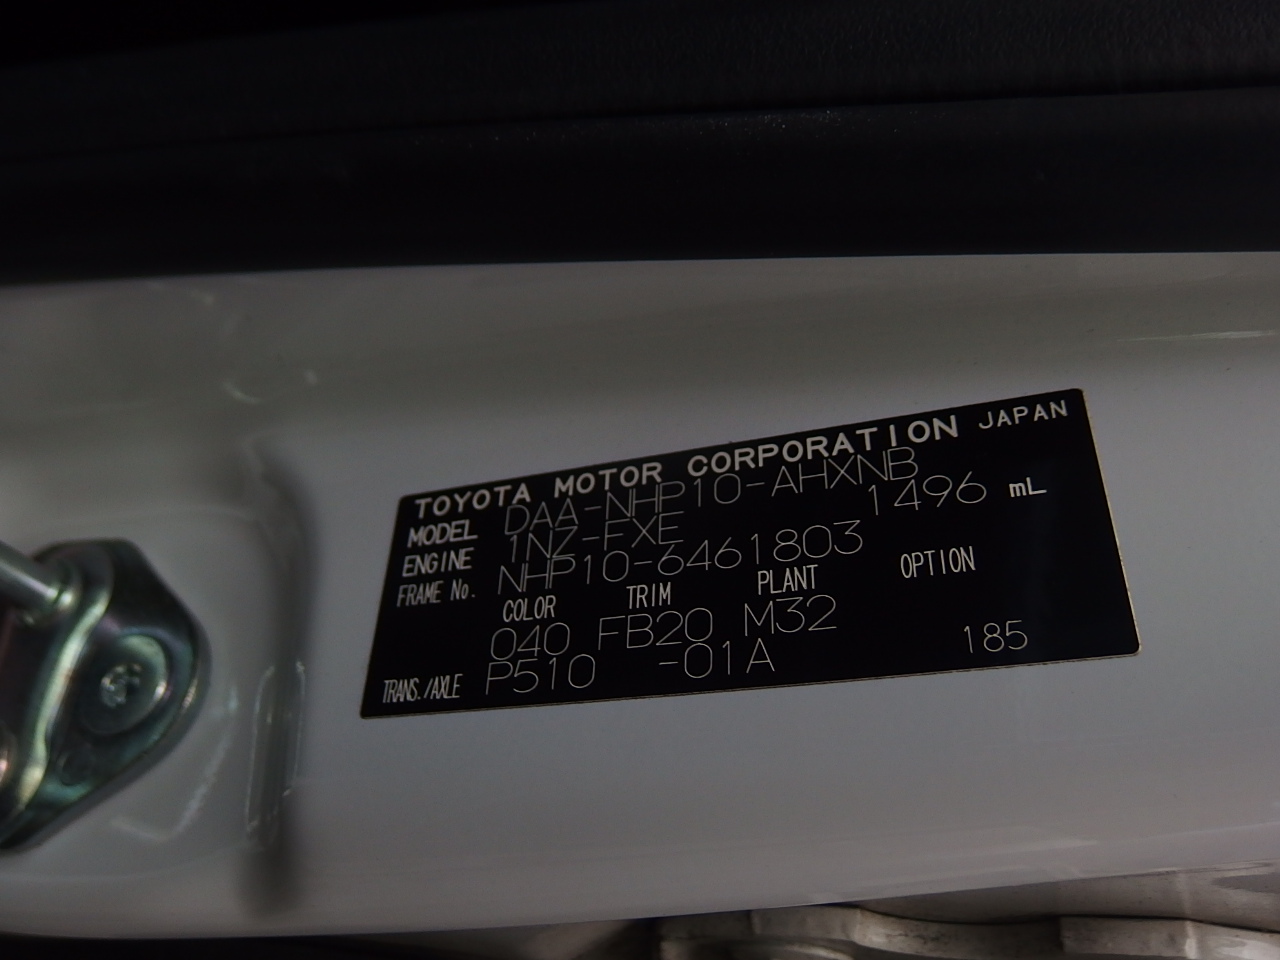 TOYOTA MOTOR CORPORATION JAPAN
MODEL DAA-NHP10-AHXNB
ENGINE 1NZ-FXE 1496 mL
FRAME No. NHP10-6461803
COLOR TRIM PLANT OPTION
040 FB20 M32
TRANS./AXLE P510 -01A 185